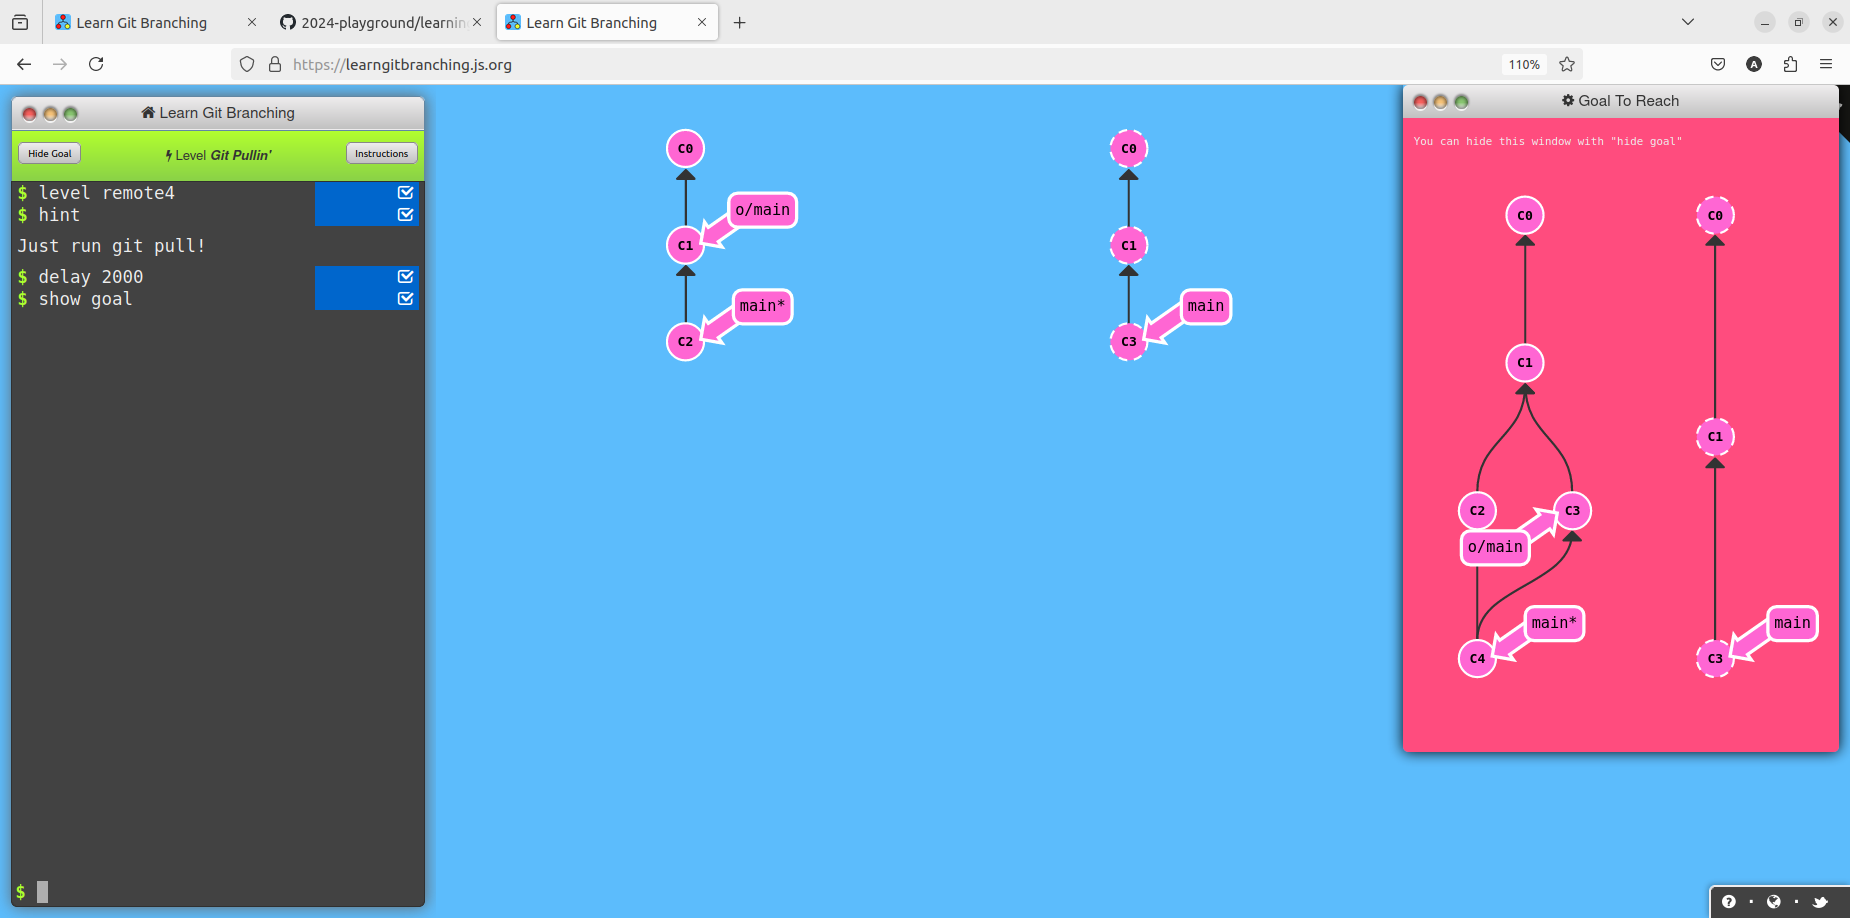 Learn Git Branching
2024-playground/learnin
Learn Git Branching
https://learngitbranching.js.org
110%
A
Learn Git Branching
Hide Goal
Level Git Pullin'
Instructions
$ level remote4
$ hint
Just run git pull!
$ delay 2000
$ show goal
$
C0
o/main
C1
main*
C2
C0
C1
main
C3
Goal To Reach
You can hide this window with "hide goal"
C0
C1
C2
C3
o/main
main*
C4
C0
C1
main
C3